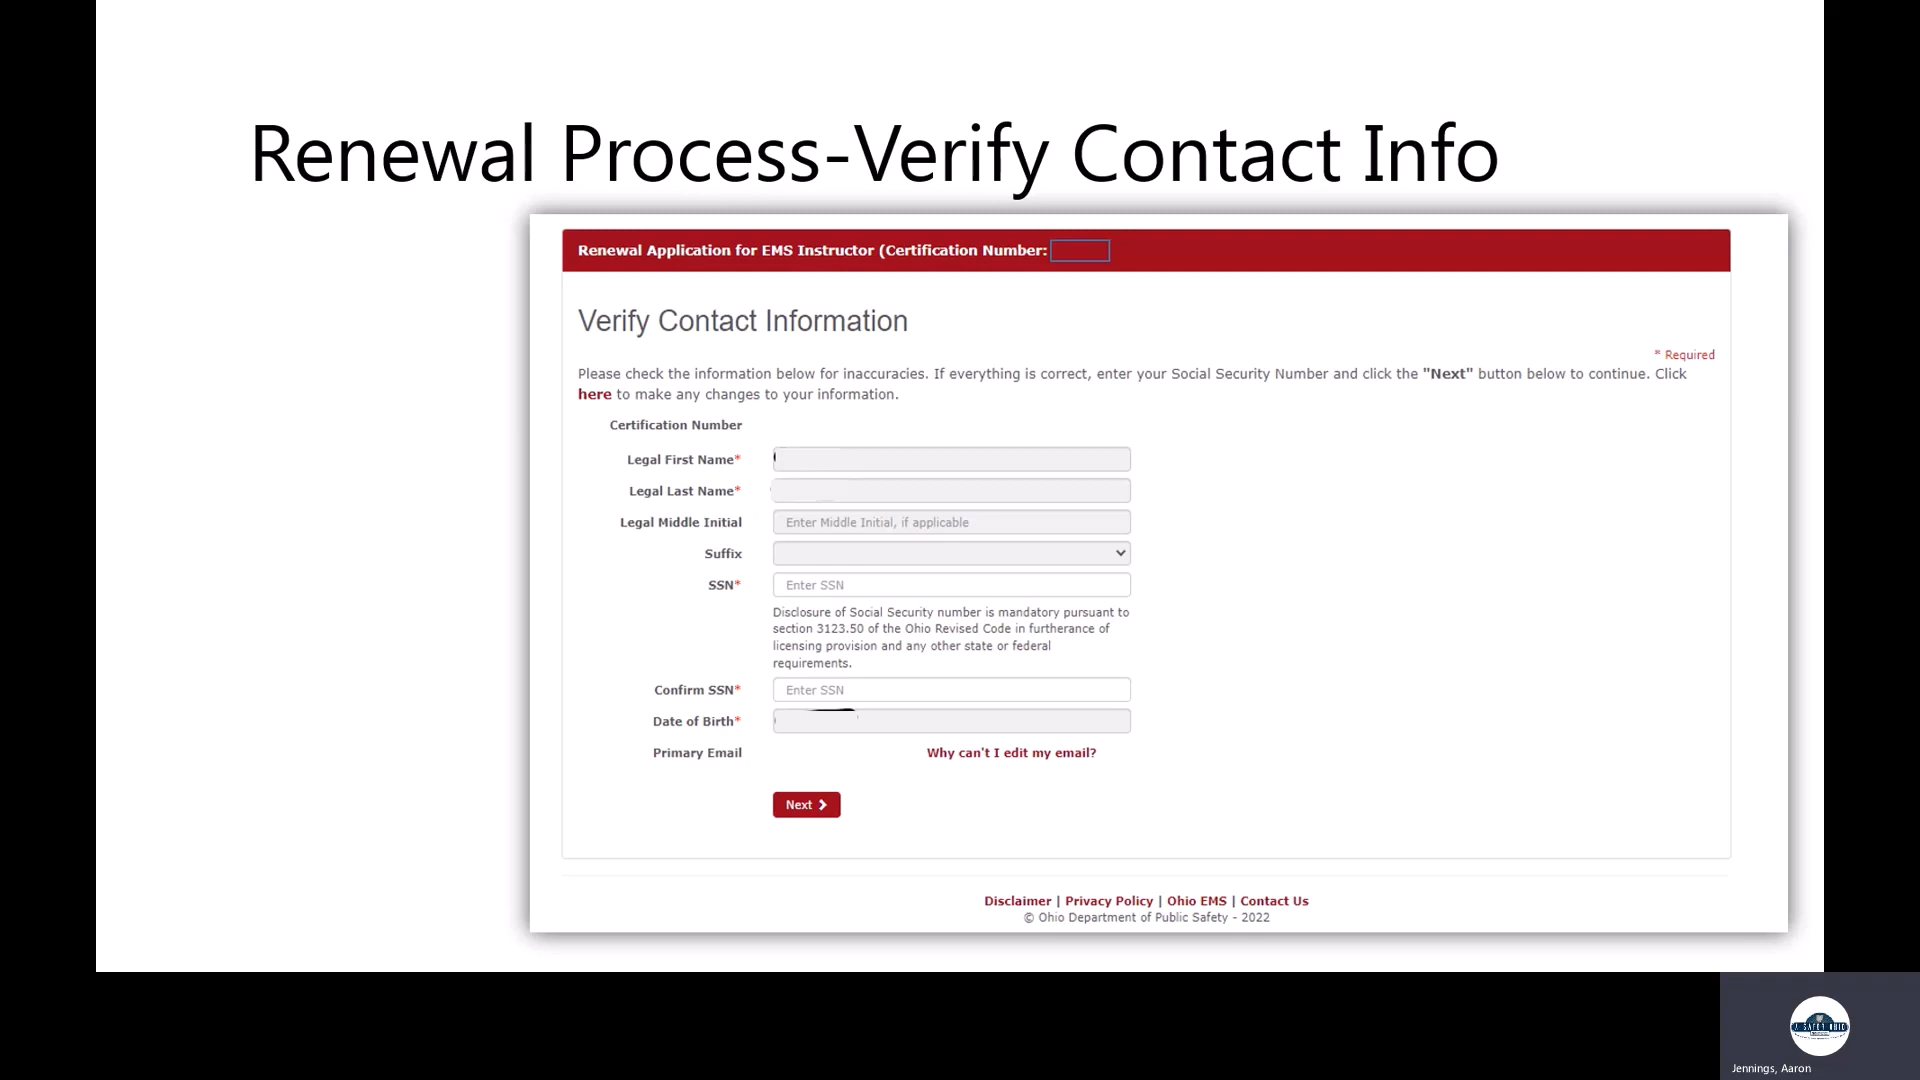 Renewal Process-Verify Contact Info
Renewal Application for EMS Instructor (Certification Number:
Verify Contact Information
* Required
Please check the information below for inaccuracies. If everything is correct, enter your Social Security Number and click the "Next" button below to continue. Click
here to make any changes to your information.
Certification Number
Legal First Name*
Legal Last Name*
Legal Middle Initial Enter Middle Initial, if applicable
Suffix
SSN* Enter SSN
Disclosure of Social Security number is mandatory pursuant to
section 3123.50 of the Ohio Revised Code in furtherance of
licensing provision and any other state or federal
requirements.
Confirm SSN* Enter SSN
Date of Birth*
Primary Email Why can't I edit my email?
Next
Disclaimer | Privacy Policy | Ohio EMS | Contact Us
© Ohio Department of Public Safety - 2022
Jennings, Aaron